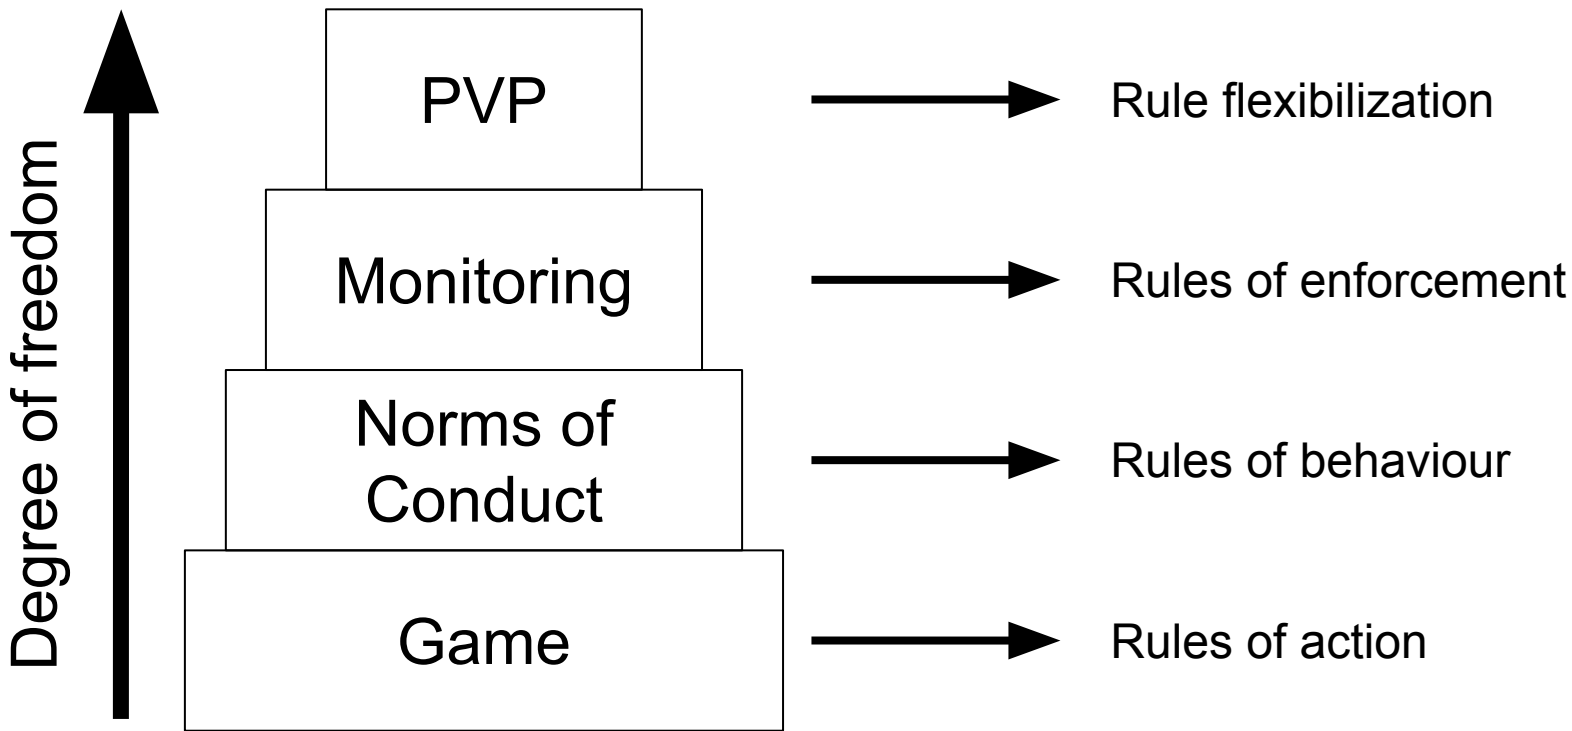 Degree of freedom
PVP
Rule flexibilization
Monitoring
Rules of enforcement
Norms of
Conduct
Rules of behaviour
Game
Rules of action